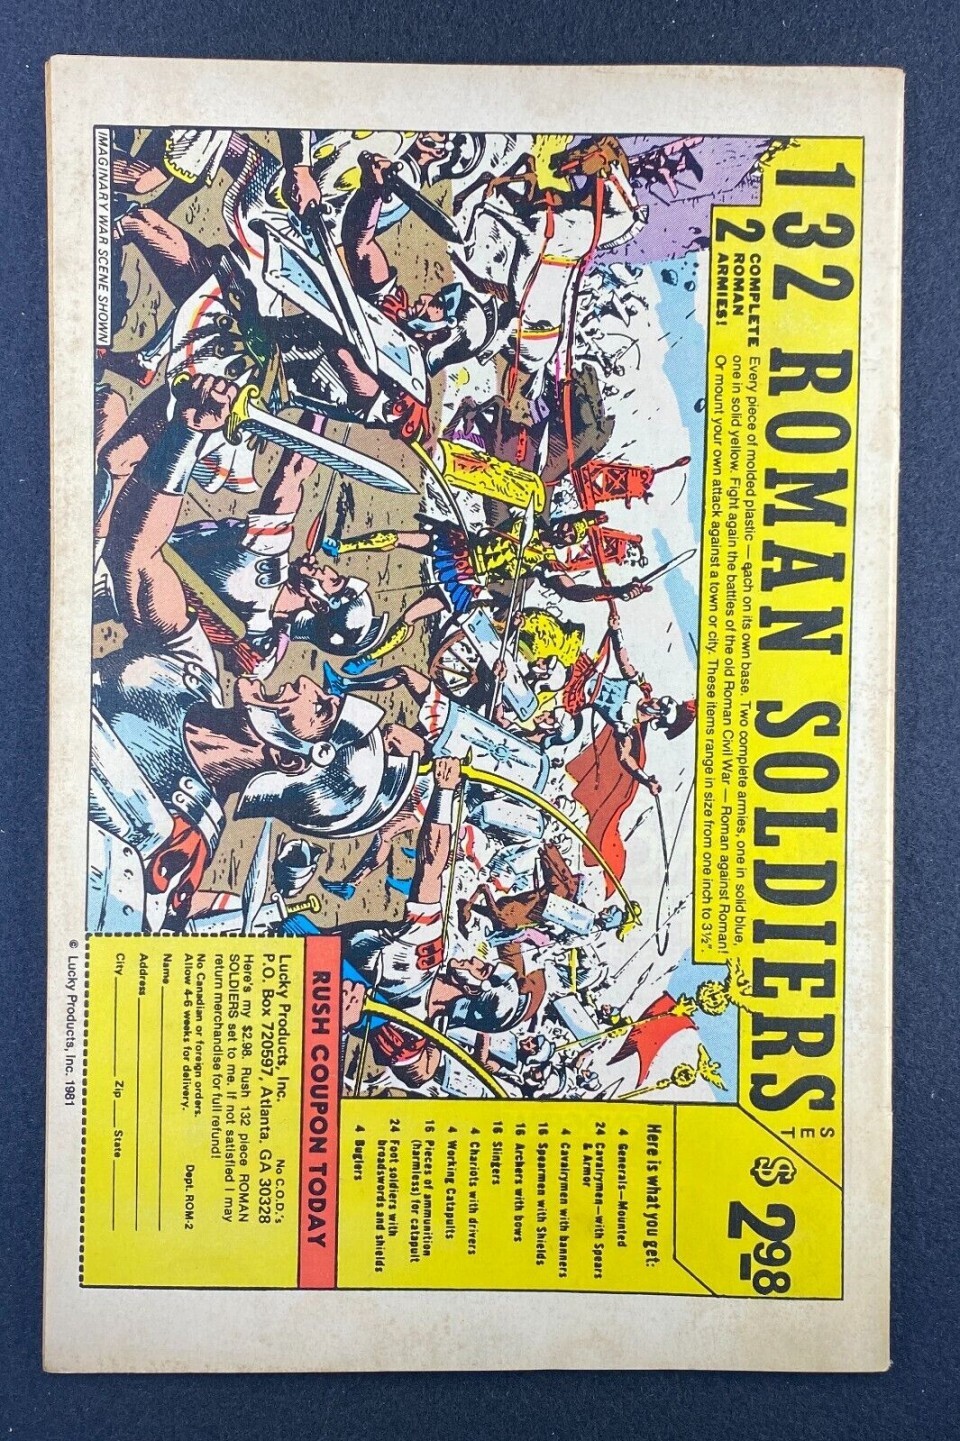 132 ROMAN SOLDIERS
SET
$2.98
COMPLETE
2 ROMAN
ARMIES!
Every piece of molded plastic — each on its own base. Two complete armies, one in solid blue,
one in solid yellow. Fight again the battles of the old Roman Civil War — Roman against Roman!
Or mount your own attack against a town or city. These items range in size from one inch to 3½".
Here is what you get:
4 Generals—Mounted
24 Cavalrymen—with Spears
& Armor
4 Cavalrymen with banners
16 Spearmen with Shields
16 Archers with bows
16 Slingers
4 Chariots with drivers
4 Working Catapults
16 Pieces of ammunition
(harmless) for catapult
24 Foot soldiers with
broadswords and shields
4 Buglers
RUSH COUPON TODAY
Lucky Products, Inc. No C.O.D.'s
P.O. Box 720597, Atlanta, GA 30328
Here's my $2.98. Rush 132 piece ROMAN
SOLDIERS set to me. If not satisfied I may
return merchandise for full refund!
No Canadian or foreign orders.
Allow 4-6 weeks for delivery. Dept. ROM-2
Name
Address
City Zip State
IMAGINARY WAR SCENE SHOWN
© Lucky Products, Inc. 1981